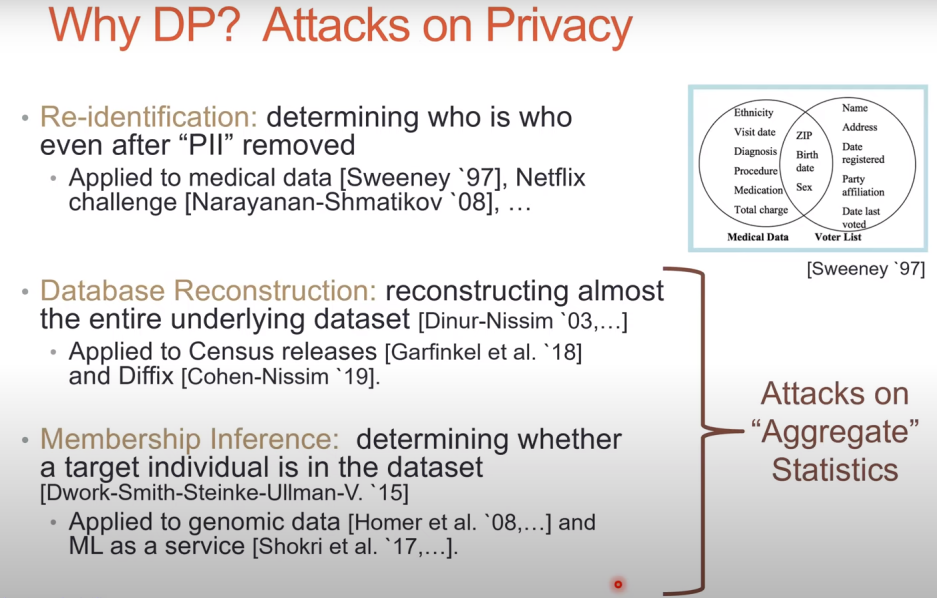 Why DP? Attacks on Privacy
• Re-identification: determining who is who
even after “PII” removed
• Applied to medical data [Sweeney `97], Netflix
challenge [Narayanan-Shmatikov `08], …
Ethnicity
Visit date
Diagnosis
Procedure
Medication
Total charge
ZIP
Birth
date
Sex
Name
Address
Date
registered
Party
affiliation
Date last
voted
Medical Data
Voter List
[Sweeney `97]
• Database Reconstruction: reconstructing almost
the entire underlying dataset [Dinur-Nissim `03,…]
• Applied to Census releases [Garfinkel et al. `18]
and Diffix [Cohen-Nissim `19].
• Membership Inference: determining whether
a target individual is in the dataset
[Dwork-Smith-Steinke-Ullman-V. `15]
• Applied to genomic data [Homer et al. `08,…] and
ML as a service [Shokri et al. `17,…].
Attacks on
“Aggregate”
Statistics